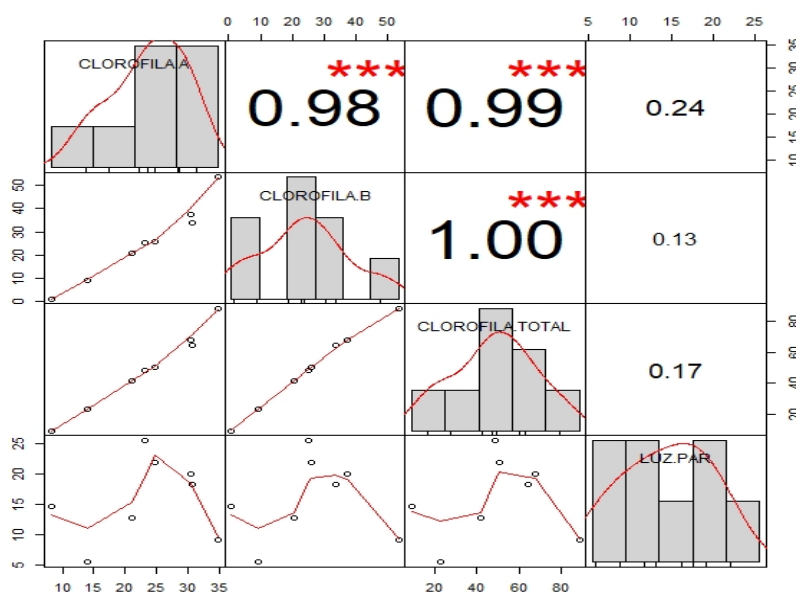 0 10 20 30 40 50 5 10 15 20 25
CLOROFILA.A *** 0.98 *** 0.99 0.24 10 15 20 25 30 35
0 10 20 30 40 50 CLOROFILA.B *** 1.00 0.13
CLOROFILA.TOTAL 0.17 20 40 60 80
5 10 15 20 25 LUZ.PAR
10 15 20 25 30 35 20 40 60 80